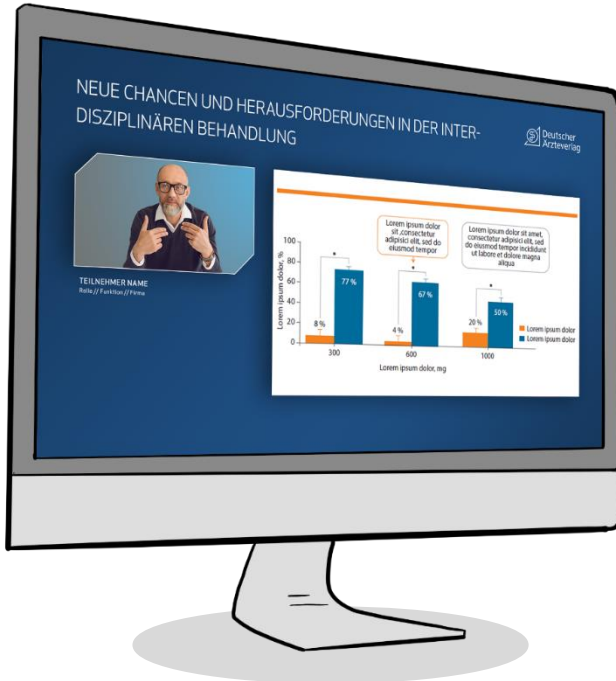 NEUE CHANCEN UND HERAUSFORDERUNGEN IN DER INTER-
DISZIPLINÄREN BEHANDLUNG
Deutscher
Ärzteverlag
TEILNEHMER NAME
Rolle // Funktion // Firma
Lorem ipsum dolor
sit ,consectetur
adipisici elit, sed do
eiusmod tempor
Lorem ipsum dolor sit amet,
consectetur adipisici elit, sed
do eiusmod tempor incididunt
ut labore et dolore magna
aliqua
Lorem ipsum dolor, %
100
80
60
40
20
0
*
8 %
77 %
300
*
4 %
67 %
600
*
20 %
50 %
1000
Lorem ipsum dolor
Lorem ipsum dolor
Lorem ipsum dolor, mg